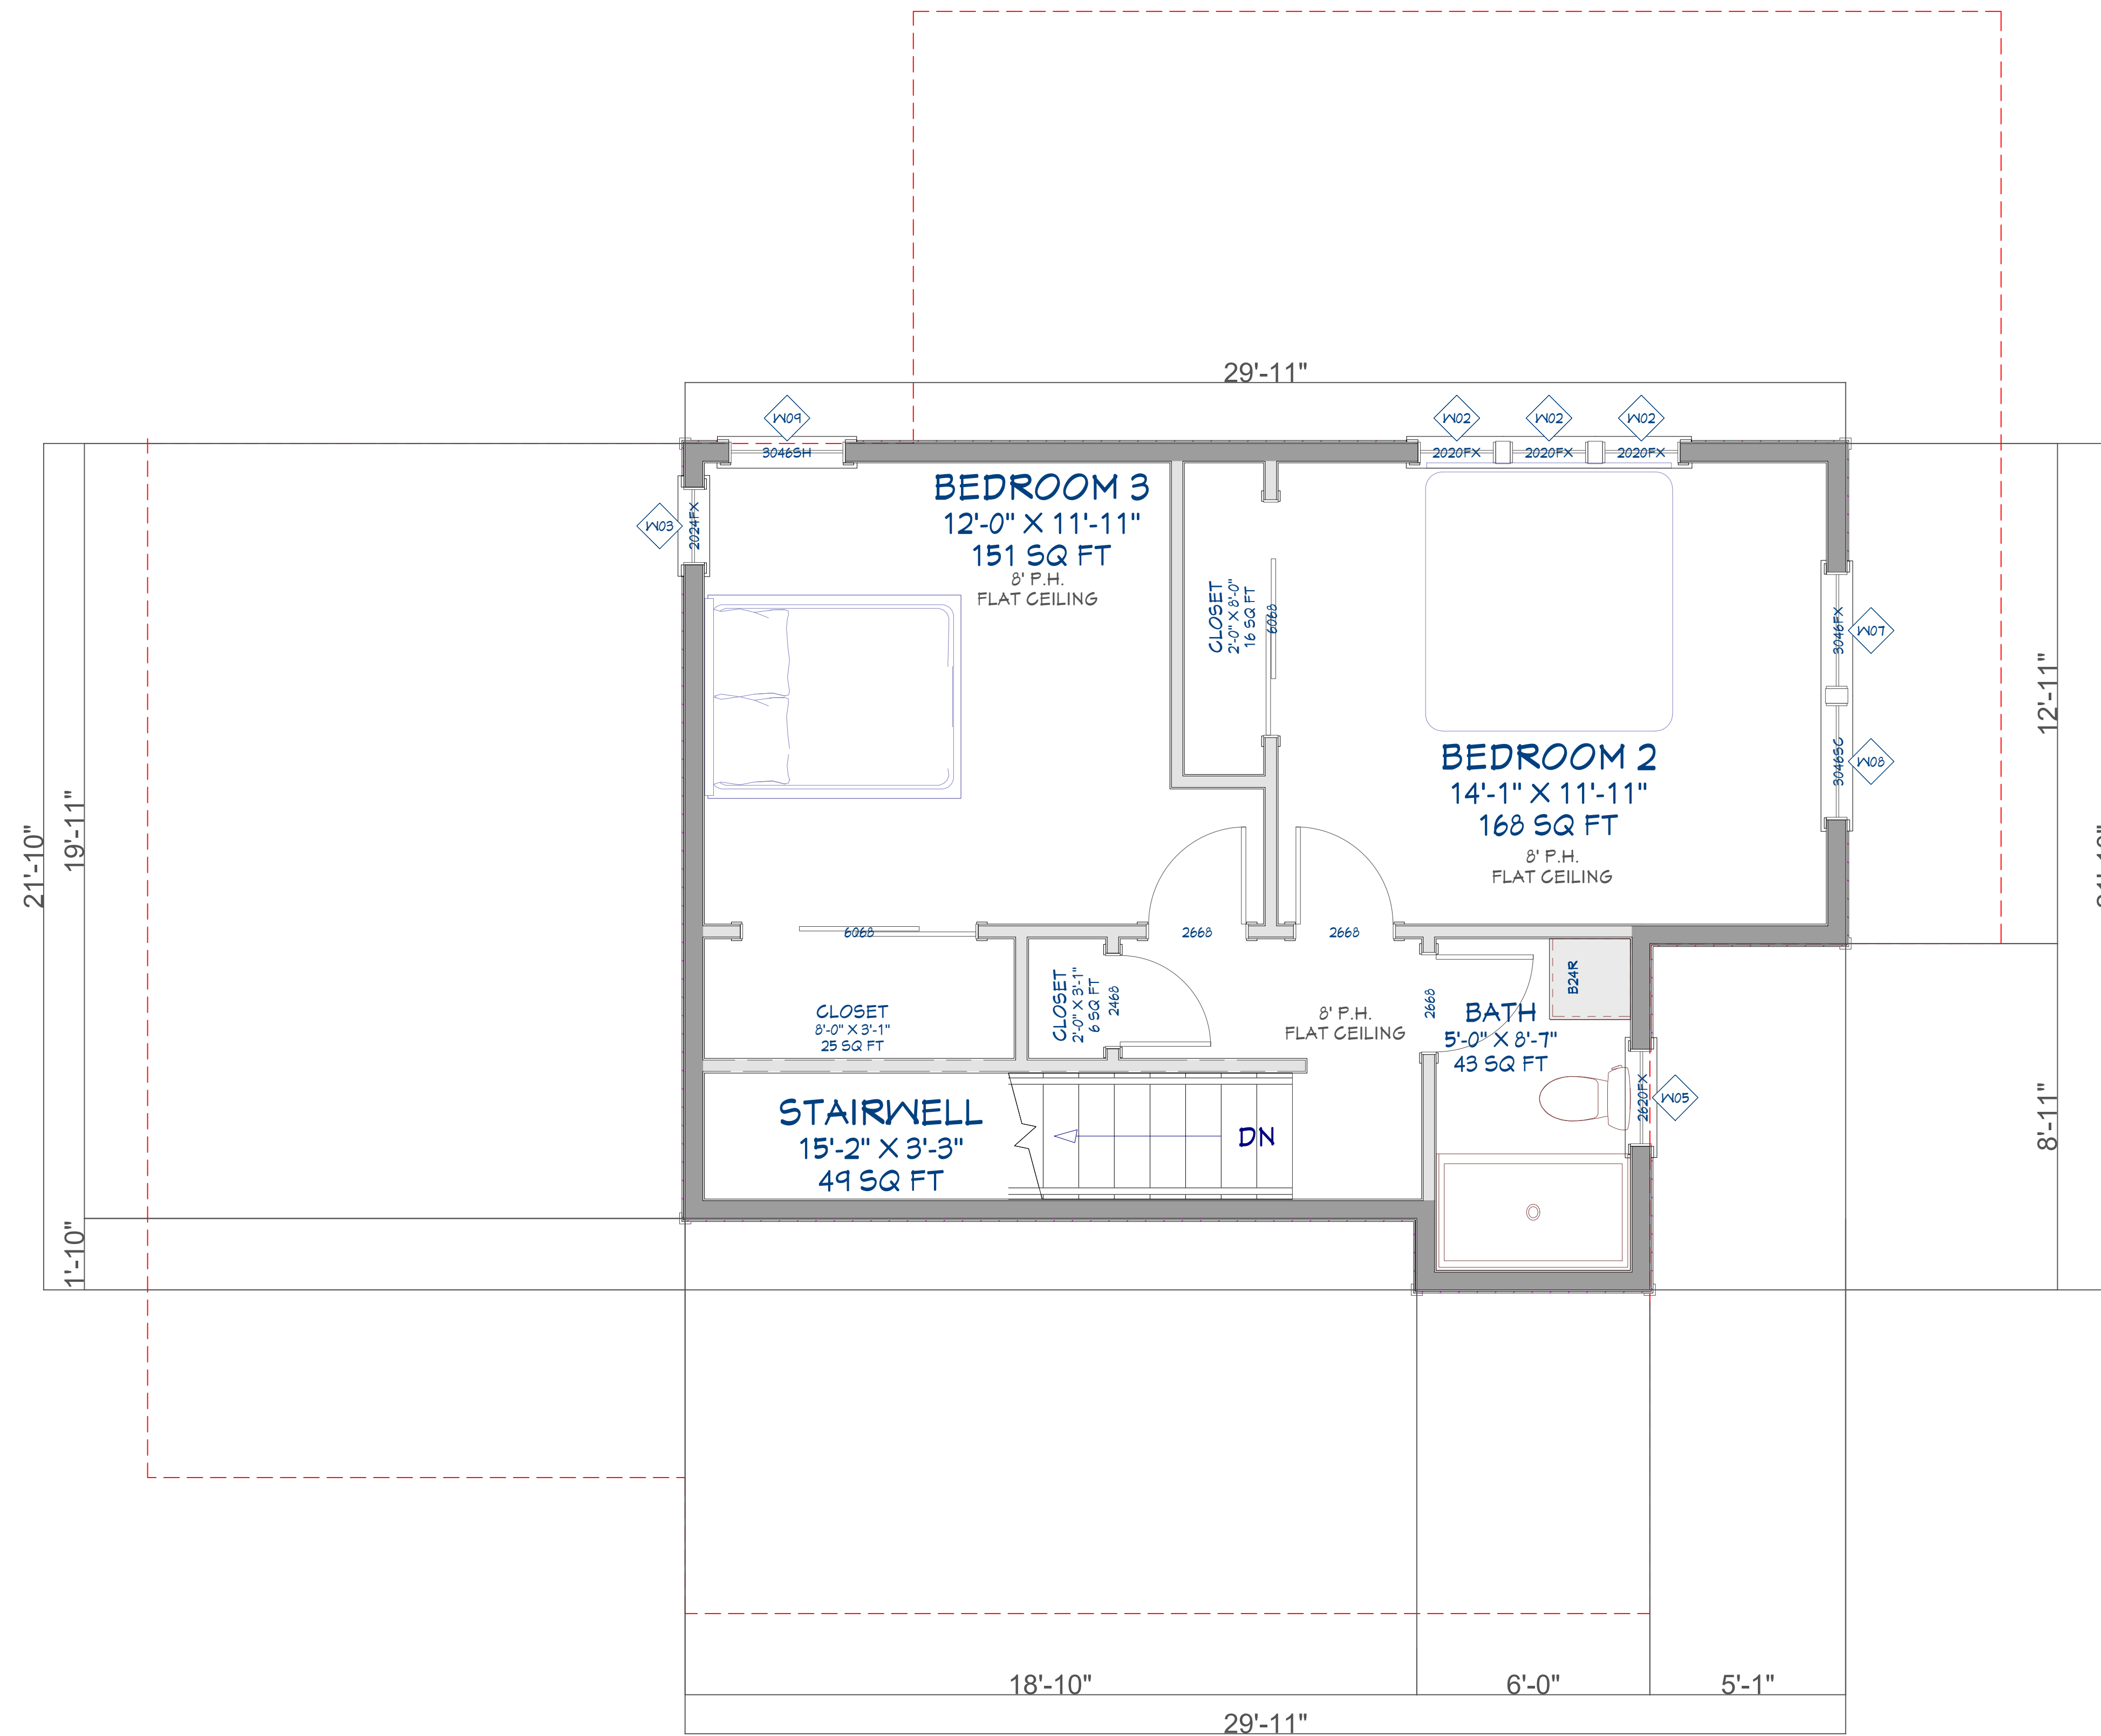 29'-11"
W09
W02
W02
W02
3046SH
2020FX
2020FX
2020FX
BEDROOM 3
12'-0" X 11'-11"
151 SQ FT
8' P.H.
FLAT CEILING
W03
2024FX
CLOSET
2'-0" X 8'-0"
16 SQ FT
6068
3046FX
W07
3046SC
W08
12'-11"
BEDROOM 2
14'-1" X 11'-11"
168 SQ FT
8' P.H.
FLAT CEILING
21'-10"
19'-11"
6068
2668
2668
CLOSET
8'-0" X 3'-1"
25 SQ FT
CLOSET
2'-0" X 3'-1"
6 SQ FT
2468
8' P.H.
FLAT CEILING
2668
BATH
5'-0" X 8'-7"
43 SQ FT
B24R
2620FX
W05
8'-11"
STAIRWELL
15'-2" X 3'-3"
49 SQ FT
DN
1'-10"
18'-10"
6'-0"
5'-1"
29'-11"